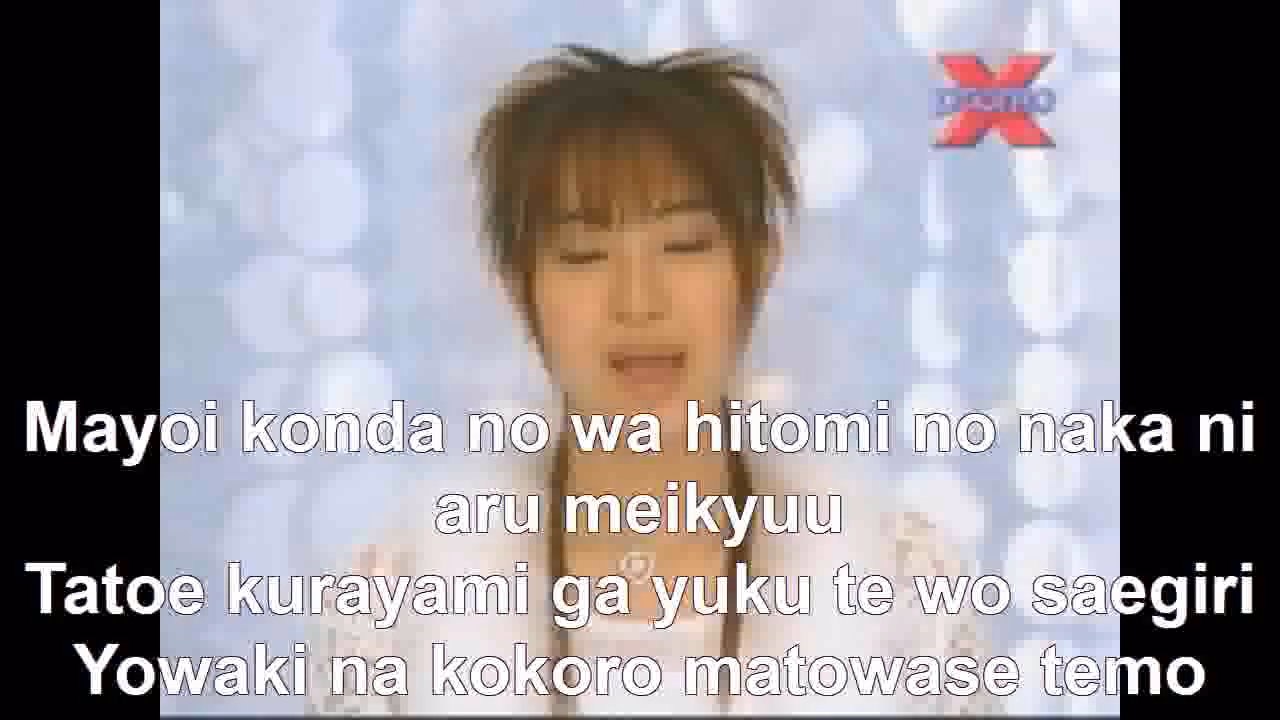 Mayoi konda no wa hitomi no naka ni
aru meikyuu
Tatoe kurayami ga yuku te wo saegiri
Yowaki na kokoro matowase temo